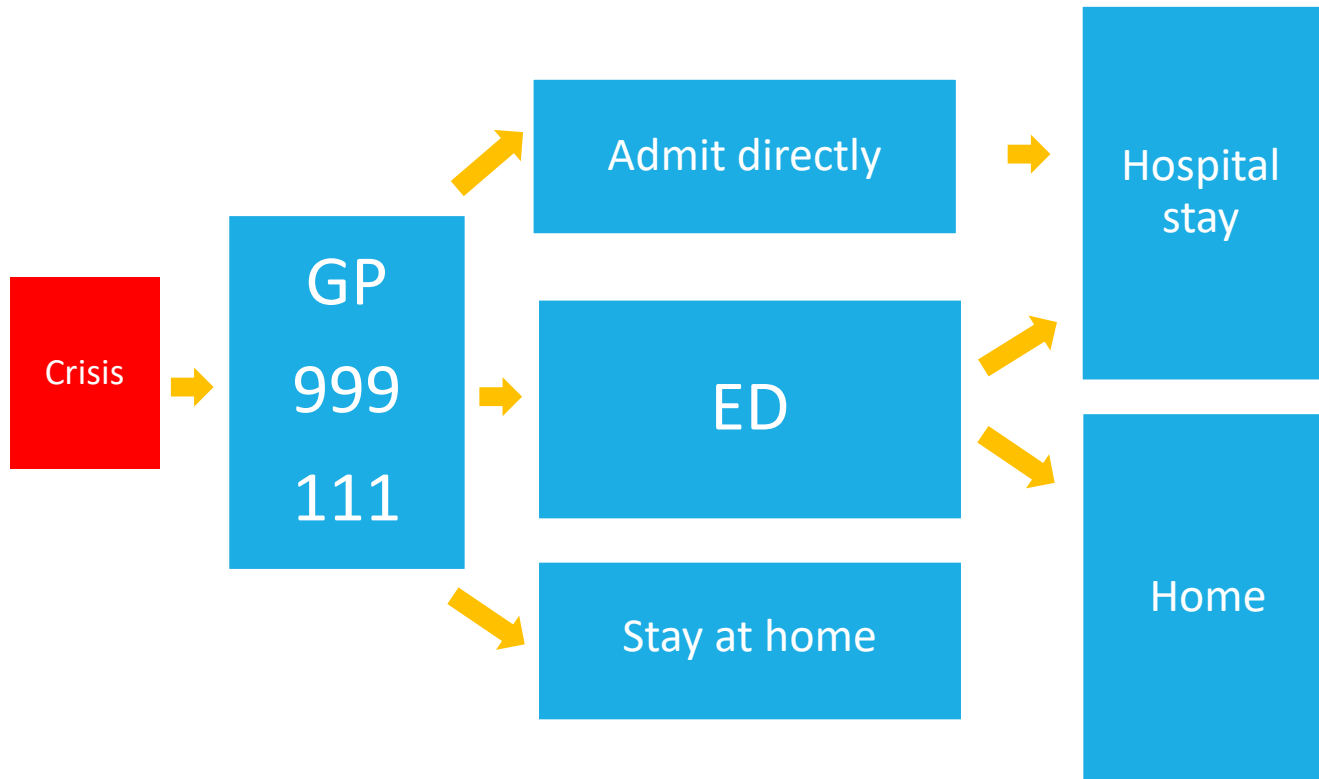 Crisis
GP
999
111
Admit directly
ED
Stay at home
Hospital
stay
Home